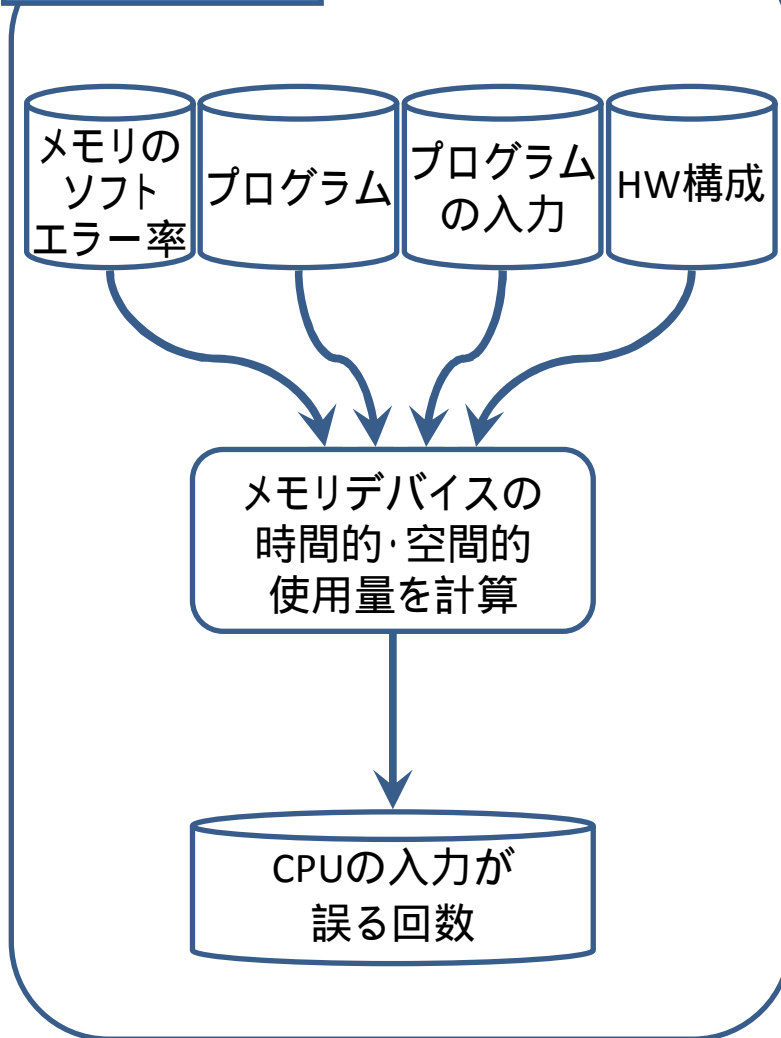 メモリの
ソフト
エラー率
プログラム
プログラム
の入力
HW構成
メモリデバイスの
時間的・空間的
使用量を計算
CPUの入力が
誤る回数